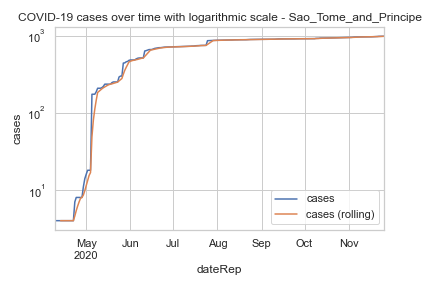 COVID-19 cases over time with logarithmic scale - Sao_Tome_and_Principe
10³
10²
10¹
cases
cases
cases (rolling)
May Jun Jul Aug Sep Oct Nov
2020
dateRep